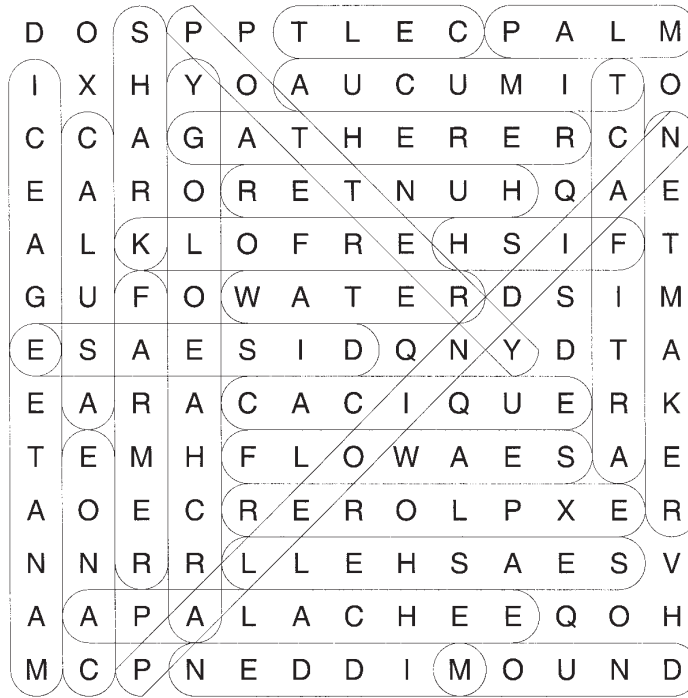 D O S P P T L E C P A L M
I X H Y O A U C U M I T O
C C A G A T H E R E R C N
E A R O R E T N U H Q A E
A L K L O F R E H S I F T
G U F O W A T E R D S I M
E S A E S I D Q N Y D T A
E A R A C A C I Q U E R K
T E M H F L O W A E S A E
A O E C R E R O L P X E R
N N R R L L E H S A E S V
A A P A L A C H E E Q O H
M C P N E D D I M O U N D